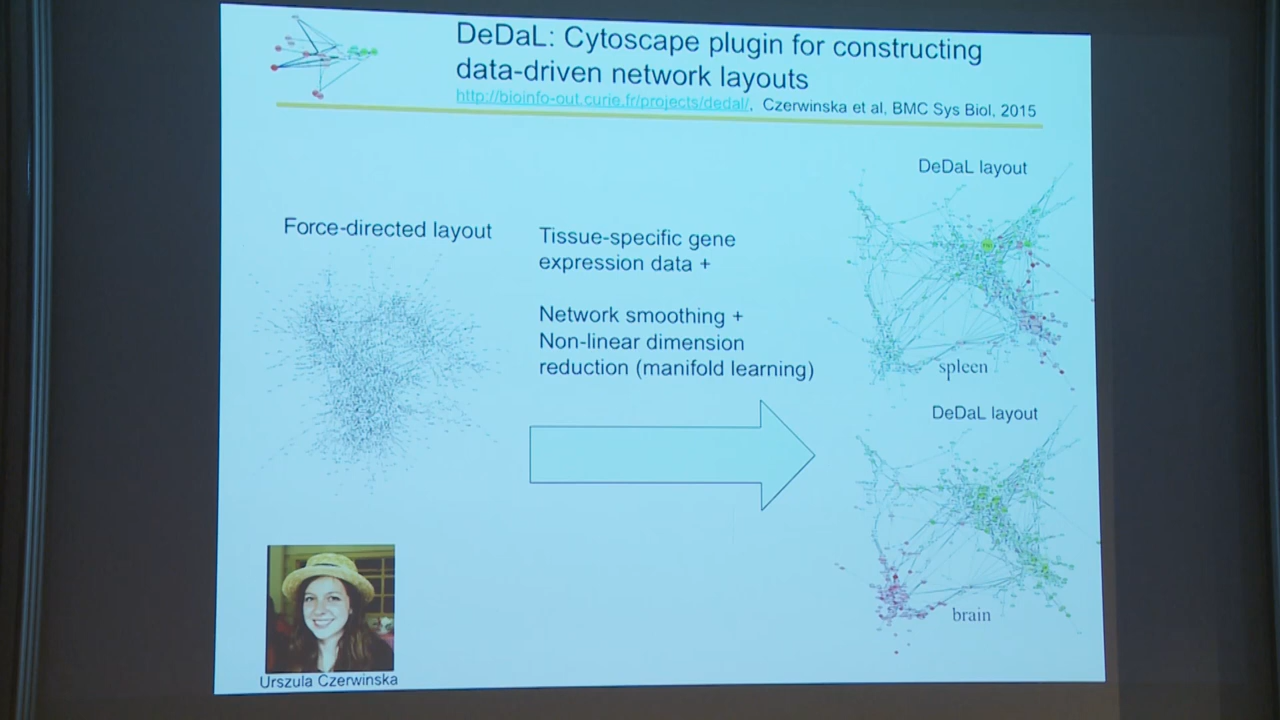 DeDaL: Cytoscape plugin for constructing
data-driven network layouts
http://bioinfo-out.curie.fr/projects/dedal/, Czerwinska et al, BMC Sys Biol, 2015
DeDaL layout
Force-directed layout
Tissue-specific gene
expression data +
Network smoothing +
Non-linear dimension
reduction (manifold learning)
spleen
DeDaL layout
brain
Urszula Czerwinska